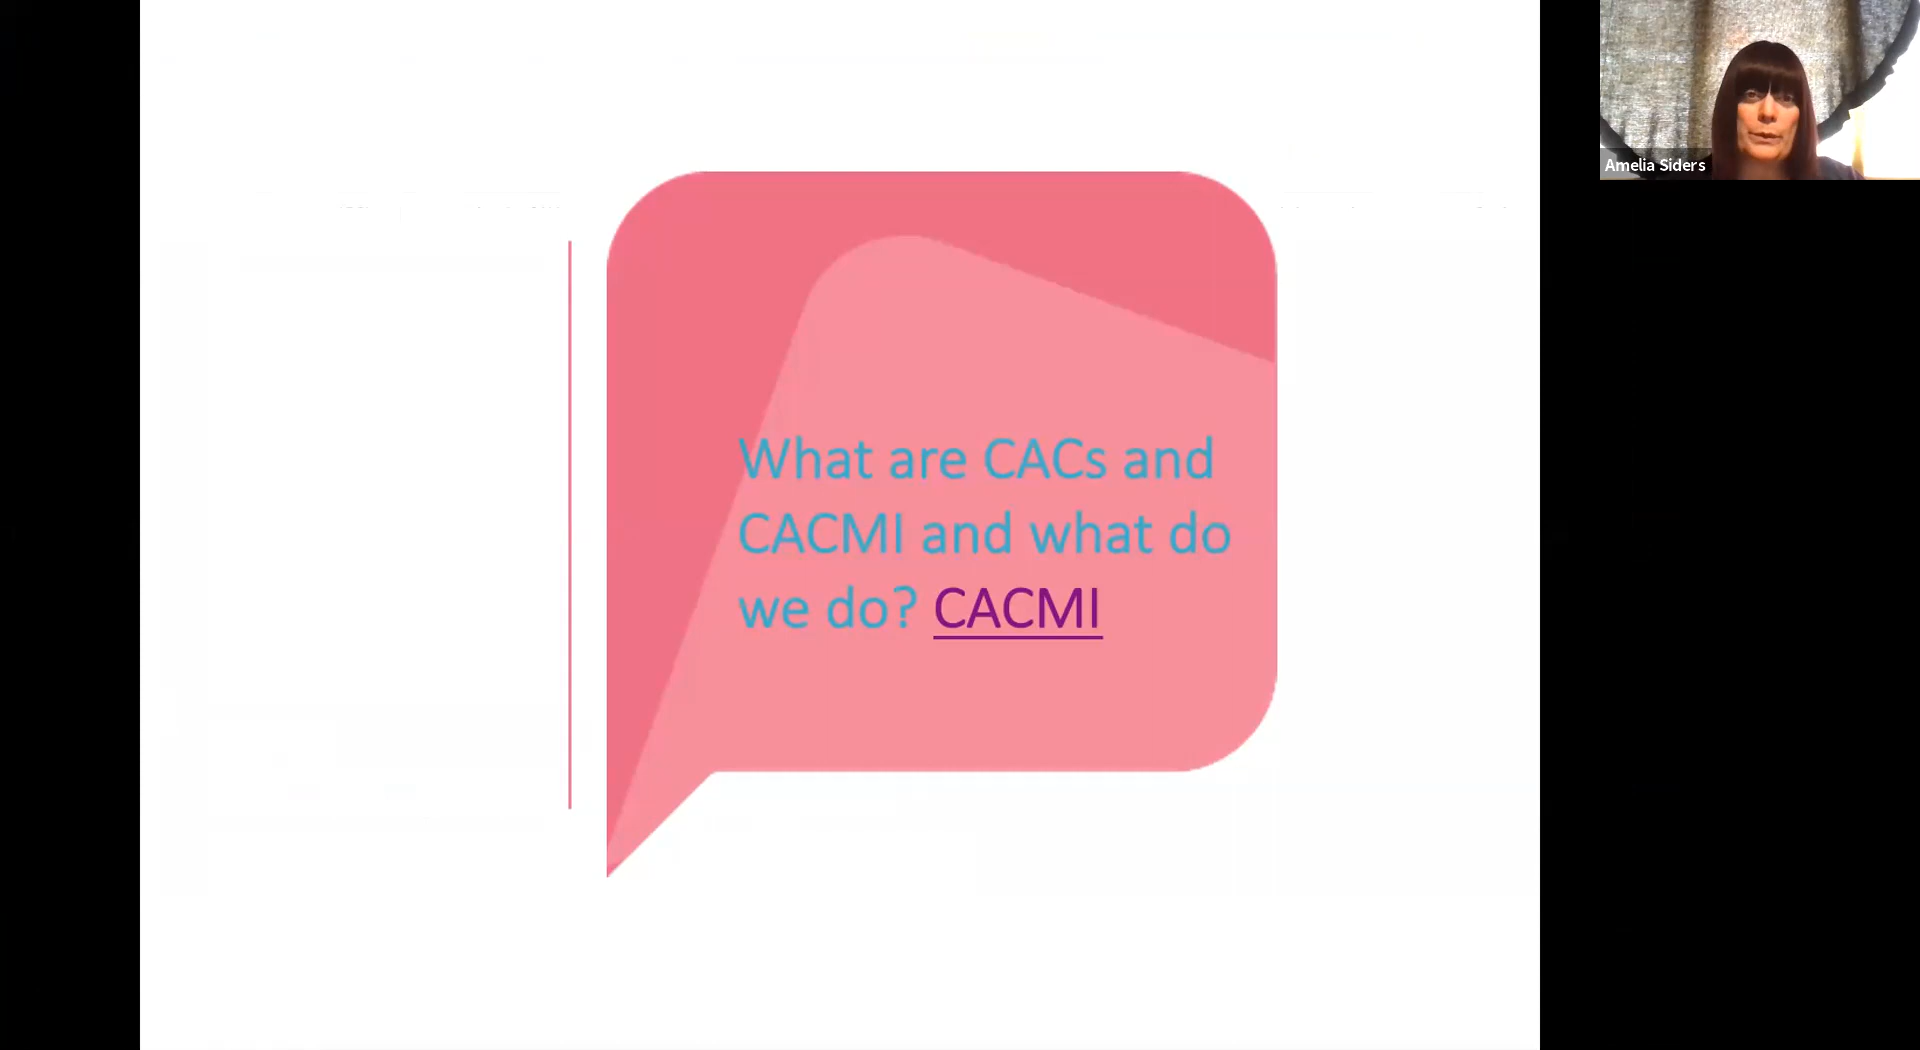 What are CACs and
CACMI and what do
we do? CACMI
Amelia Siders